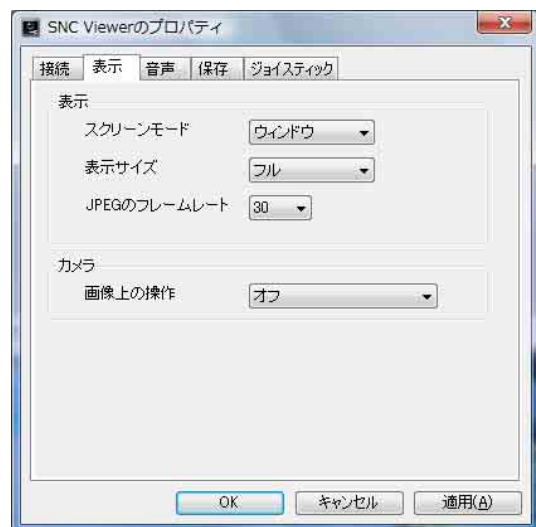 SNC Viewerのプロパティ
接続 表示 音声 保存 ジョイスティック
表示
スクリーンモード ウィンドウ
表示サイズ フル
JPEGのフレームレート 30
カメラ
画像上の操作 オフ
OK キャンセル 適用(A)